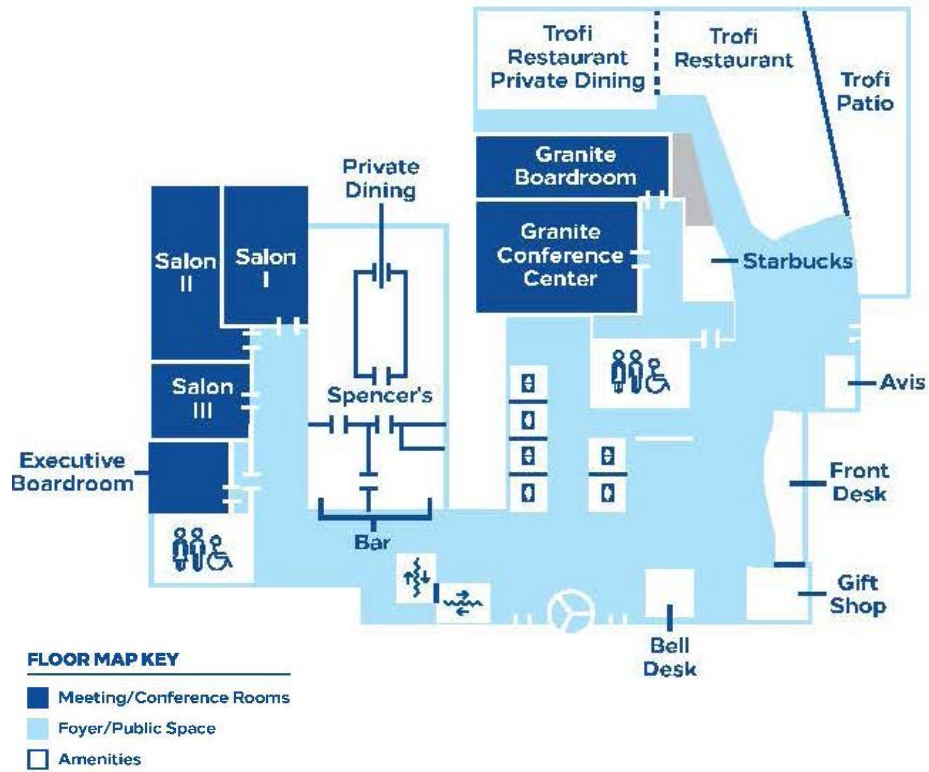 Trofi
Restaurant
Private Dining
Trofi
Restaurant
Trofi
Patio
Granite
Boardroom
Private
Dining
Granite
Conference
Center
Salon
II
Salon
I
Starbucks
Salon
III
Spencer's
Avis
Executive
Boardroom
Front
Desk
Bar
Gift
Shop
Bell
Desk
FLOOR MAP KEY
Meeting/Conference Rooms
Foyer/Public Space
Amenities